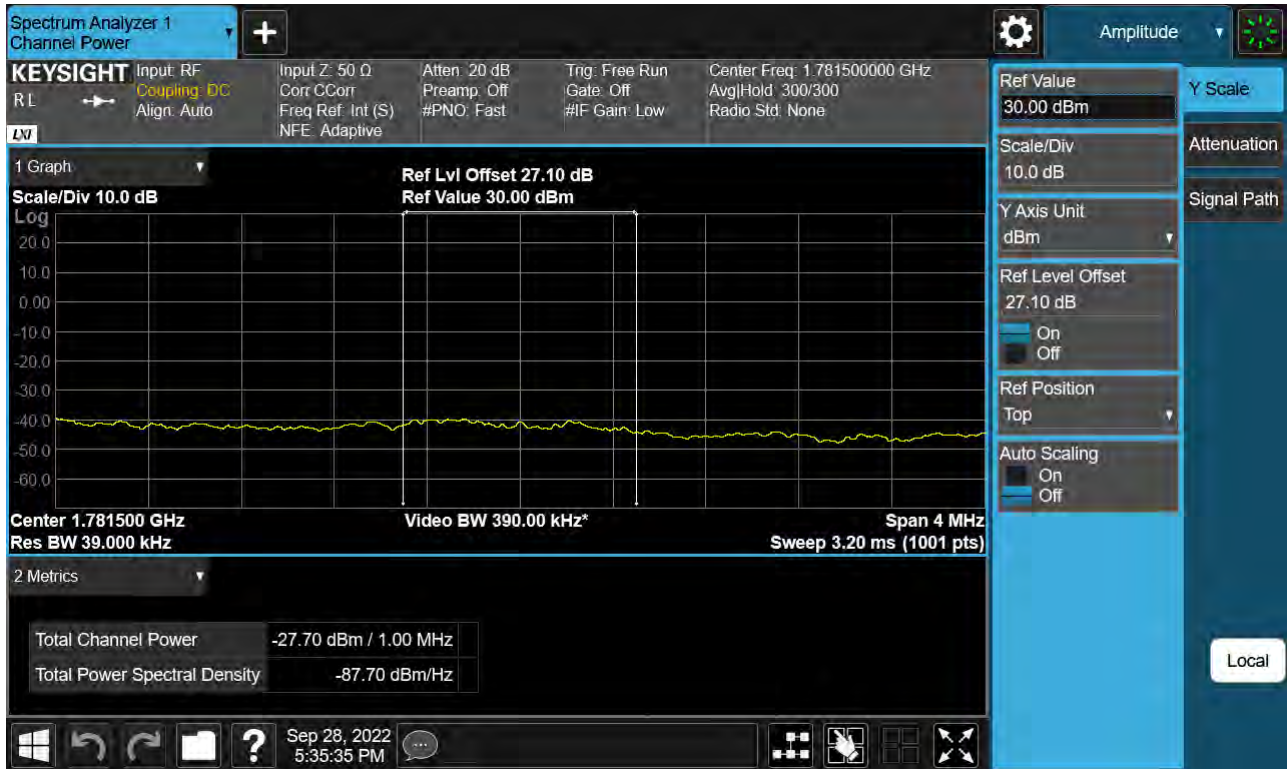 Spectrum Analyzer 1
Channel Power
+
Amplitude
KEYSIGHT
RL
LXI
Input: RF
Coupling: DC
Align: Auto
Input Z: 50 Ω
Corr CCorr
Freq Ref: Int (S)
NFE: Adaptive
Atten: 20 dB
Preamp: Off
#PNO: Fast
Trig: Free Run
Gate: Off
#IF Gain: Low
Center Freq: 1.781500000 GHz
Avg|Hold: 300/300
Radio Std: None
1 Graph
Scale/Div 10.0 dB
Ref Lvl Offset 27.10 dB
Ref Value 30.00 dBm
Log
20.0
10.0
0.00
-10.0
-20.0
-30.0
-40.0
-50.0
-60.0
Center 1.781500 GHz
Res BW 39.000 kHz
Video BW 390.00 kHz*
Span 4 MHz
Sweep 3.20 ms (1001 pts)
2 Metrics
Total Channel Power -27.70 dBm / 1.00 MHz
Total Power Spectral Density -87.70 dBm/Hz
Ref Value
30.00 dBm
Scale/Div
10.0 dB
Y Axis Unit
dBm
Ref Level Offset
27.10 dB
On
Off
Ref Position
Top
Auto Scaling
On
Off
Y Scale
Attenuation
Signal Path
Local
?
Sep 28, 2022
5:35:35 PM